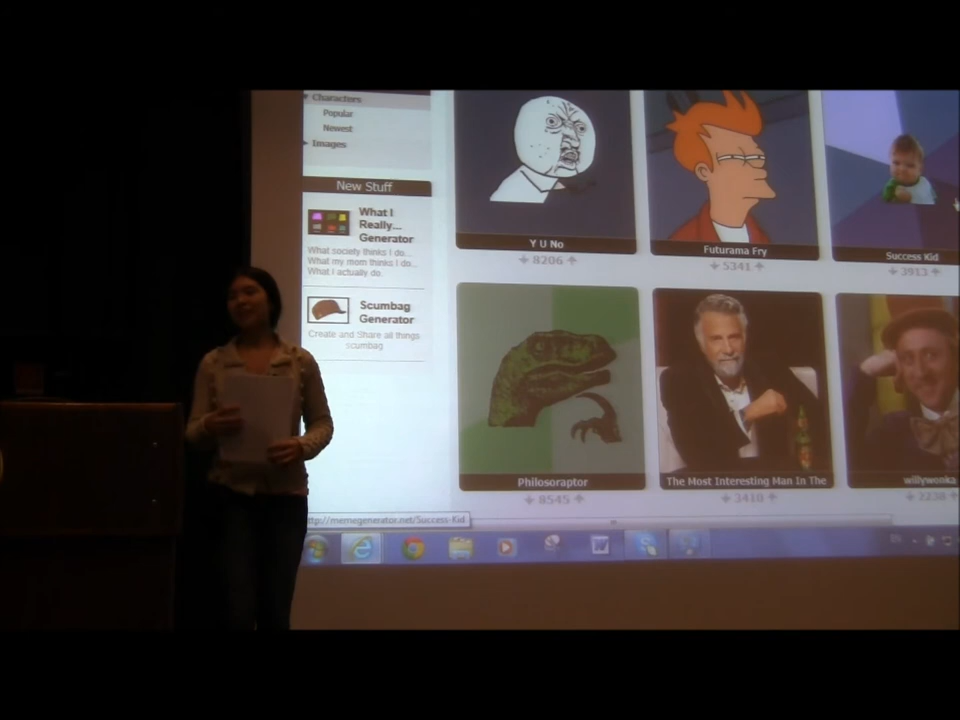 Characters
Popular
Newest
Images
New Stuff
What I
Really...
Generator
What society thinks I do...
What my mom thinks I do...
What I actually do.
Scumbag
Generator
Create and Share all things
scumbag
Y U No
8206
Futurama Fry
5341
Success Kid
3913
Philosoraptor
8545
The Most Interesting Man In The
3410
willywonka
2238
http://memegenerator.net/Success-Kid
EN